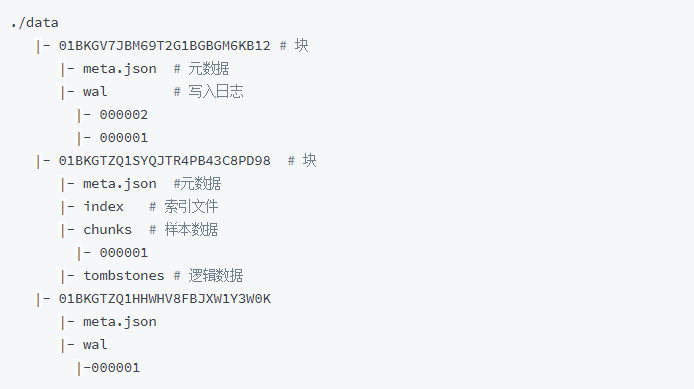 ./data
|- 01BKGV7JBM69T2G1BGBGM6KB12 # 块
|- meta.json # 元数据
|- wal # 写入日志
|- 000002
|- 000001
|- 01BKGTZQ1SYQJTR4PB43C8PD98 # 块
|- meta.json #元数据
|- index # 索引文件
|- chunks # 样本数据
|- 000001
|- tombstones # 逻辑数据
|- 01BKGTZQ1HHWHV8FBJXW1Y3W0K
|- meta.json
|- wal
|-000001